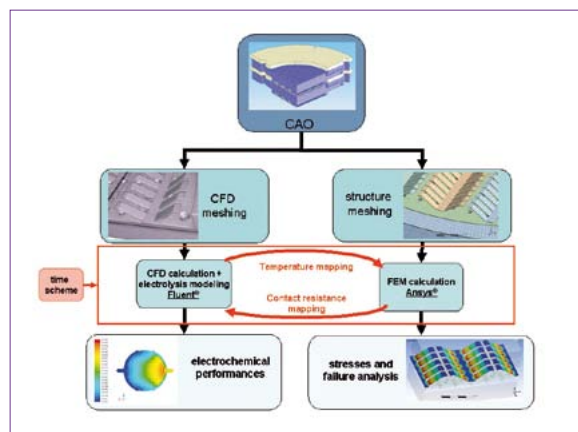 CAO
CFD
meshing
structure
meshing
time
scheme
CFD calculation +
electrolysis modeling
Fluent®
Temperature mapping
Contact resistance
mapping
FEM calculation
Ansys®
electrochemical
performances
stresses and
failure analysis